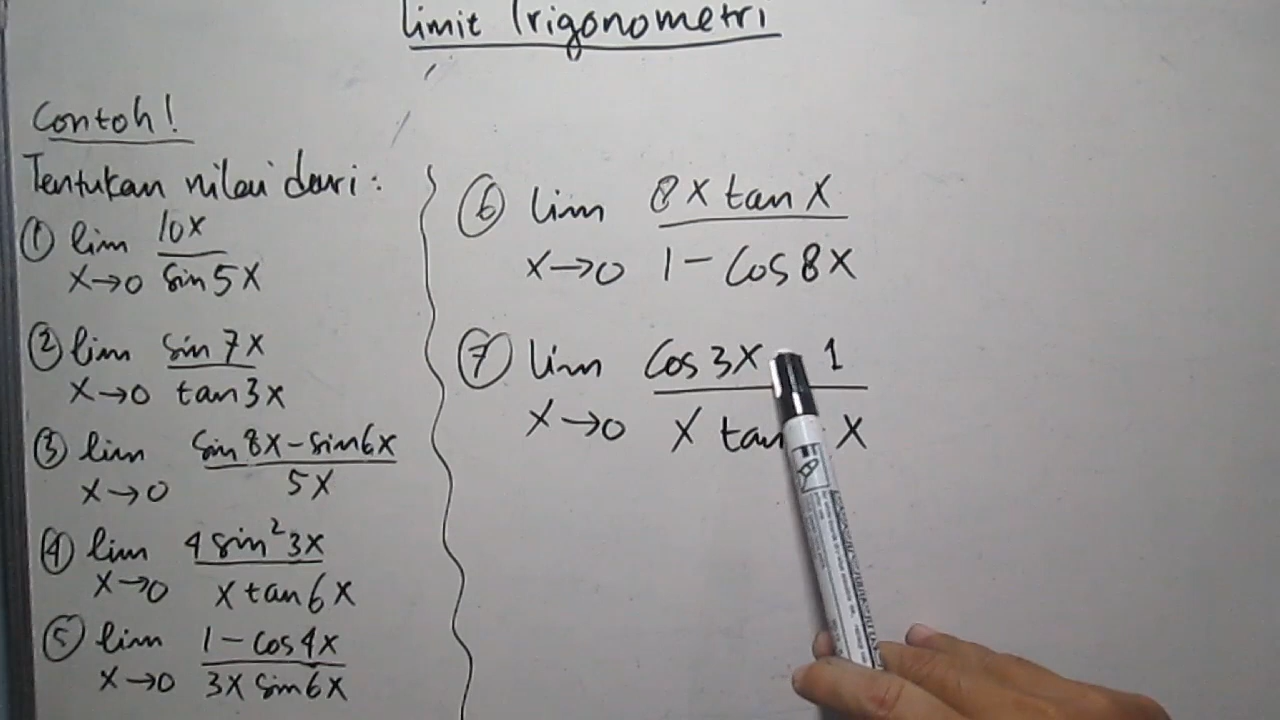 Limit Trigonometri
Contoh!
Tentukan nilai dari:
① lim 10x / sin 5x
x→0
② lim sin 7x / tan 3x
x→0
③ lim sin 8x - sin 6x / 5x
x→0
④ lim 4 sin² 3x / x tan 6x
x→0
⑤ lim 1 - cos 4x / 3x sin 6x
x→0
⑥ lim 8x tan x / 1 - cos 8x
x→0
⑦ lim cos 3x 1 / x tan x
x→0